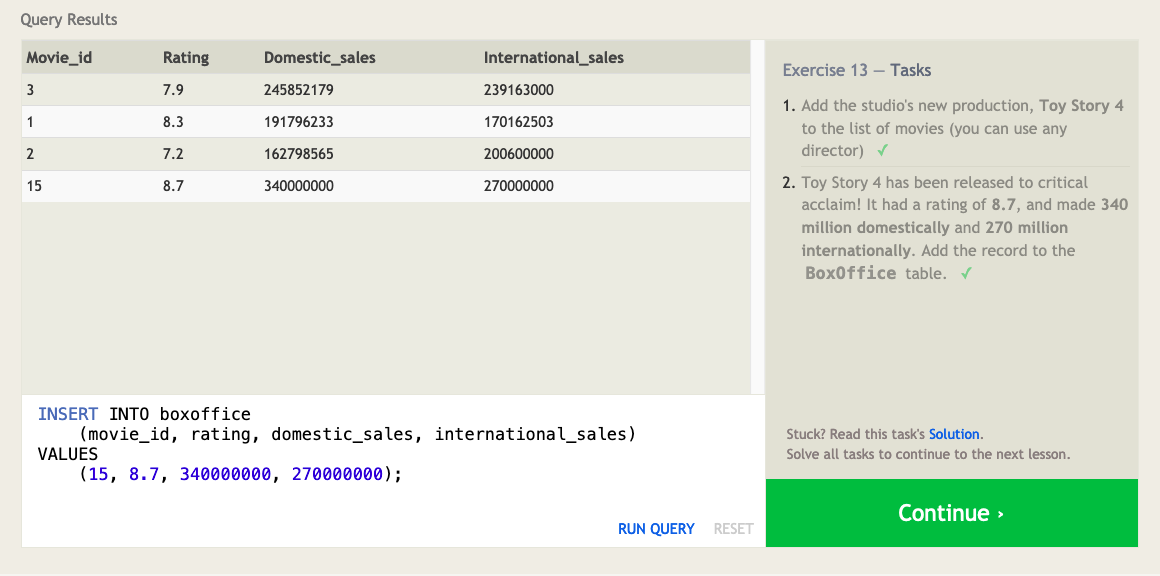 Query Results
Movie_id Rating Domestic_sales International_sales
3 7.9 245852179 239163000
1 8.3 191796233 170162503
2 7.2 162798565 200600000
15 8.7 340000000 270000000
INSERT INTO boxoffice
(movie_id, rating, domestic_sales, international_sales)
VALUES
(15, 8.7, 340000000, 270000000);
RUN QUERY RESET
Exercise 13 — Tasks
1. Add the studio's new production, Toy Story 4
to the list of movies (you can use any
director) ✓
2. Toy Story 4 has been released to critical
acclaim! It had a rating of 8.7, and made 340
million domestically and 270 million
internationally. Add the record to the
BoxOffice table. ✓
Stuck? Read this task's Solution.
Solve all tasks to continue to the next lesson.
Continue ›